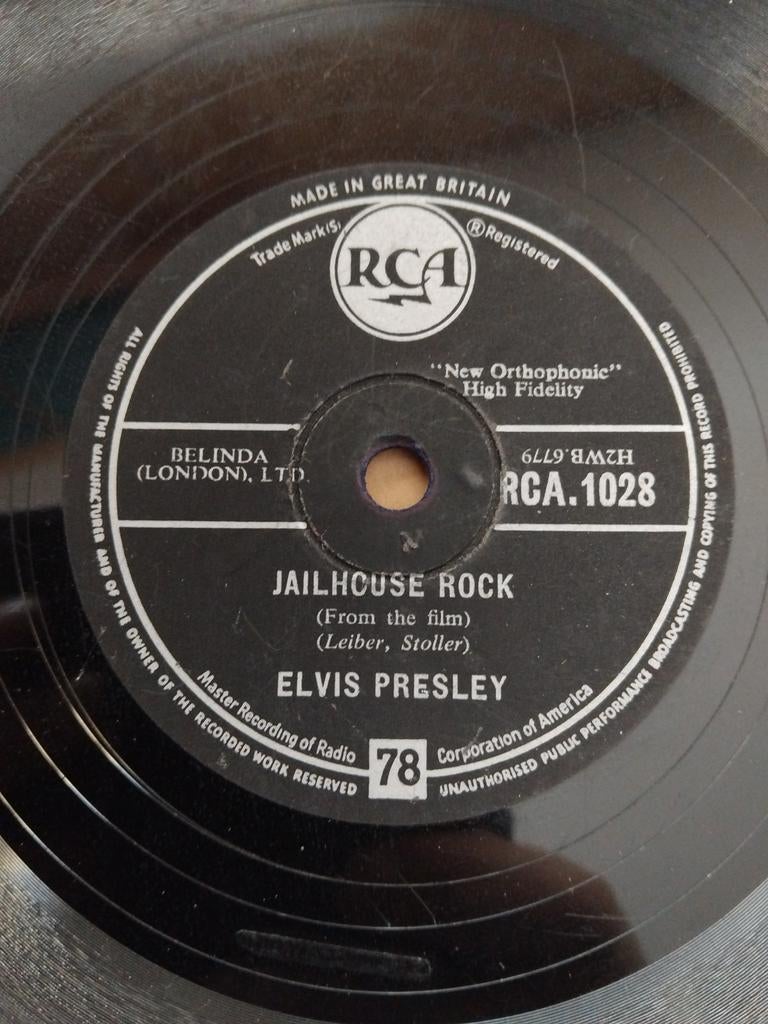 MADE IN GREAT BRITAIN
Trade Mark(S)
RCA
®Registered
"New Orthophonic"
High Fidelity
BELINDA
(LONDON), LTD.
H2WB.6779
RCA.1028
JAILHOUSE ROCK
(From the film)
(Leiber, Stoller)
ELVIS PRESLEY
Master Recording of Radio Corporation of America
78
ALL RIGHTS OF THE MANUFACTURER AND OF THE OWNER OF THE RECORDED WORK RESERVED
UNAUTHORISED PUBLIC PERFORMANCE BROADCASTING AND COPYING OF THIS RECORD PROHIBITED